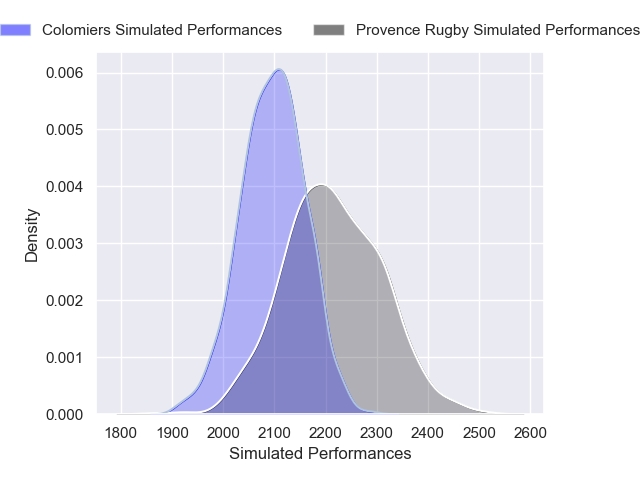 Colomiers Simulated Performances Provence Rugby Simulated Performances
0.006
0.005
0.004
0.003
0.002
0.001
0.000
Density
1800 1900 2000 2100 2200 2300 2400 2500 2600
Simulated Performances